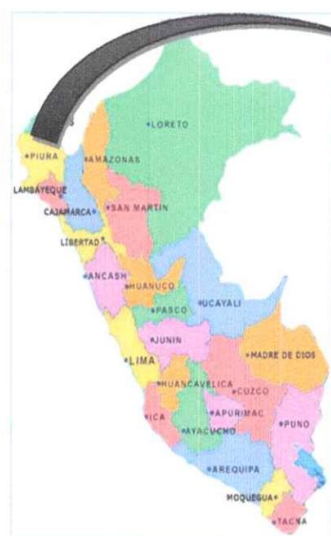 LORETO
PIURA
AMAZONAS
LAMBAYEQUE
CAJAMARCA
SAN MARTIN
LIBERTAD
ANCASH
HUANUCO
UCAYALI
PASCO
JUNIN
LIMA
MADRE DE DIOS
HUANCAVELICA
CUZCO
ICA
APURIMAC
PUNO
AYACUCHO
AREQUIPA
MOQUEGUA
TACNA